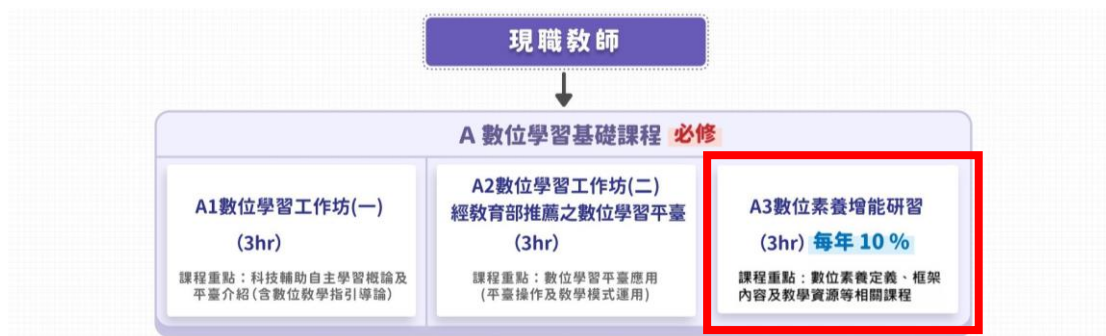 現職教師
A 數位學習基礎課程 必修
A1數位學習工作坊(一)
(3hr)
課程重點：科技輔助自主學習概論及
平臺介紹(含數位教學指引導論)
A2數位學習工作坊(二)
經教育部推薦之數位學習平臺
(3hr)
課程重點：數位學習平臺應用
(平臺操作及教學模式運用)
A3數位素養增能研習
(3hr) 每年 10 %
課程重點：數位素養定義、框架
內容及教學資源等相關課程